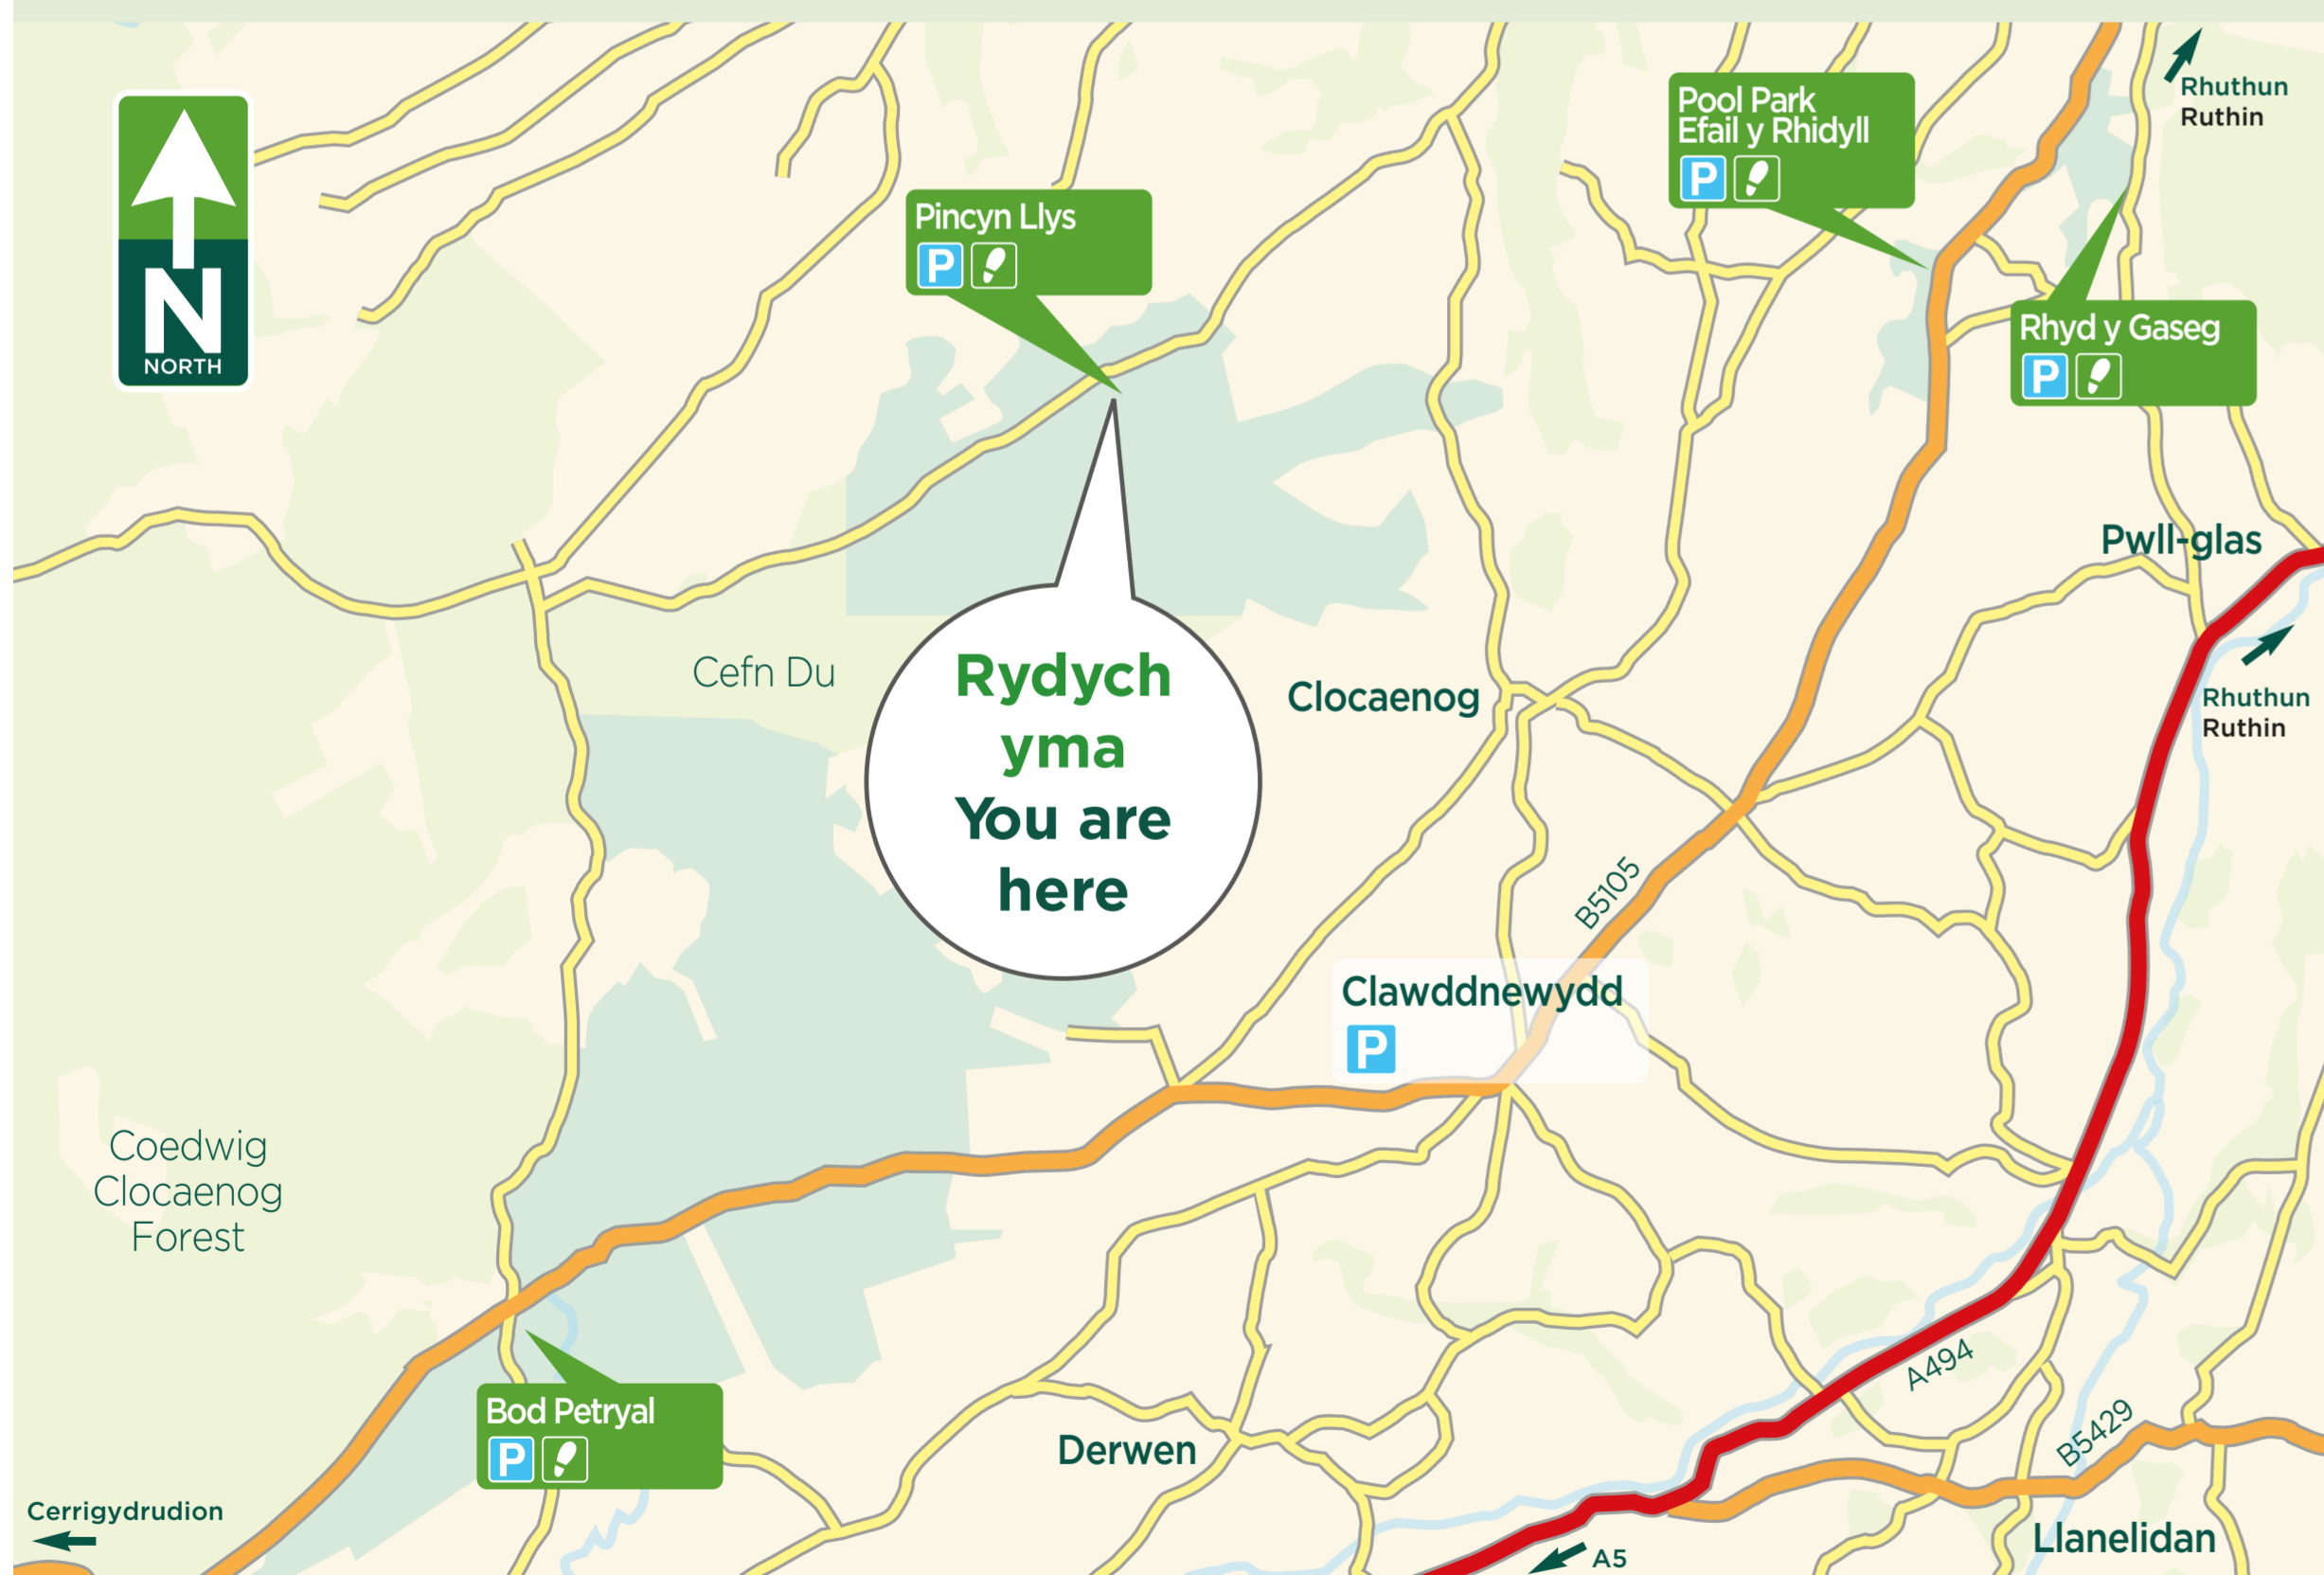 Rhuthun
Ruthin
Pool Park
Efail y Rhidyll
P
N
NORTH
Pincyn Llys
P
Rhyd y Gaseg
P
Pwll-glas
Rhuthun
Ruthin
Cefn Du
Rydych
yma
You are
here
Clocaenog
B5105
Clawddnewydd
P
Coedwig
Clocaenog
Forest
A494
B5429
Bod Petryal
P
Derwen
Cerrigydrudion
Llanelidan
A5